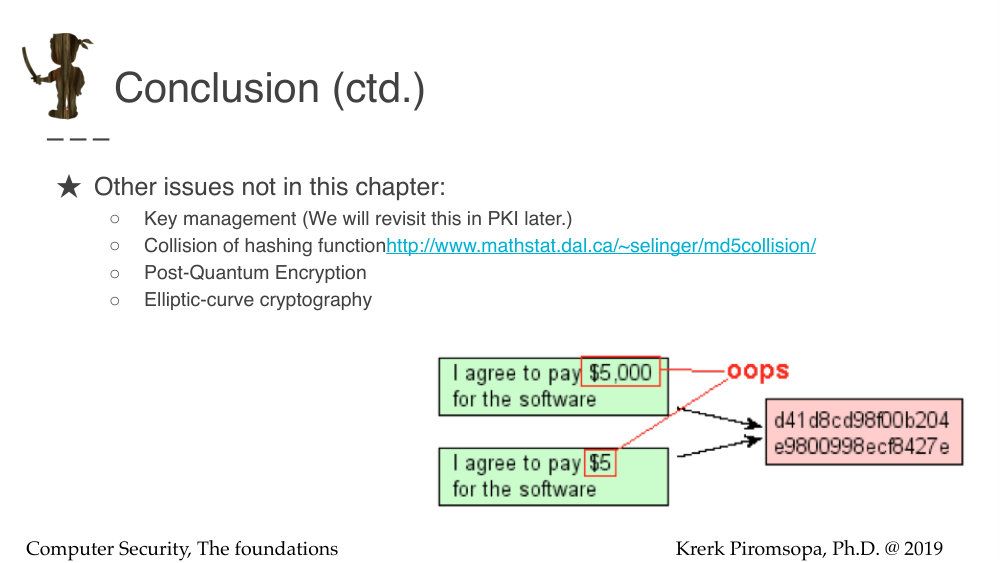 Conclusion (ctd.)
★ Other issues not in this chapter:
○ Key management (We will revisit this in PKI later.)
○ Collision of hashing functionhttp://www.mathstat.dal.ca/~selinger/md5collision/
○ Post-Quantum Encryption
○ Elliptic-curve cryptography
I agree to pay $5,000
for the software
oops
d41d8cd98f00b204
e9800998ecf8427e
I agree to pay $5
for the software
Computer Security, The foundations
Krerk Piromsopa, Ph.D. @ 2019